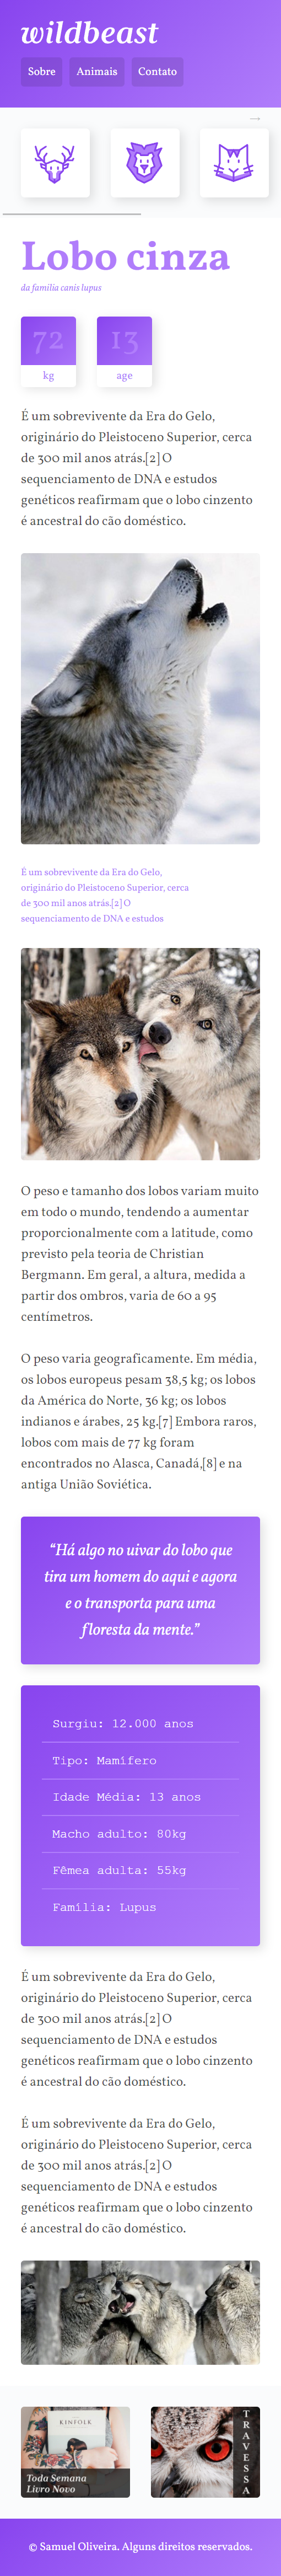 wildbeast
Sobre Animais Contato
→
Lobo cinza
da família canis lupus
72 13
kg age
É um sobrevivente da Era do Gelo,
originário do Pleistoceno Superior, cerca
de 300 mil anos atrás.[2] O
sequenciamento de DNA e estudos
genéticos reafirmam que o lobo cinzento
é ancestral do cão doméstico.
É um sobrevivente da Era do Gelo,
originário do Pleistoceno Superior, cerca
de 300 mil anos atrás.[2] O
sequenciamento de DNA e estudos
O peso e tamanho dos lobos variam muito
em todo o mundo, tendendo a aumentar
proporcionalmente com a latitude, como
previsto pela teoria de Christian
Bergmann. Em geral, a altura, medida a
partir dos ombros, varia de 60 a 95
centímetros.
O peso varia geograficamente. Em média,
os lobos europeus pesam 38,5 kg; os lobos
da América do Norte, 36 kg; os lobos
indianos e árabes, 25 kg.[7] Embora raros,
lobos com mais de 77 kg foram
encontrados no Alasca, Canadá,[8] e na
antiga União Soviética.
“Há algo no uivar do lobo que
tira um homem do aqui e agora
e o transporta para uma
floresta da mente.”
Surgiu: 12.000 anos
Tipo: Mamífero
Idade Média: 13 anos
Macho adulto: 80kg
Fêmea adulta: 55kg
Família: Lupus
É um sobrevivente da Era do Gelo,
originário do Pleistoceno Superior, cerca
de 300 mil anos atrás.[2] O
sequenciamento de DNA e estudos
genéticos reafirmam que o lobo cinzento
é ancestral do cão doméstico.
É um sobrevivente da Era do Gelo,
originário do Pleistoceno Superior, cerca
de 300 mil anos atrás.[2] O
sequenciamento de DNA e estudos
genéticos reafirmam que o lobo cinzento
é ancestral do cão doméstico.
KINFOLK
Toda Semana
Livro Novo
TRAVESSA
© Samuel Oliveira. Alguns direitos reservados.